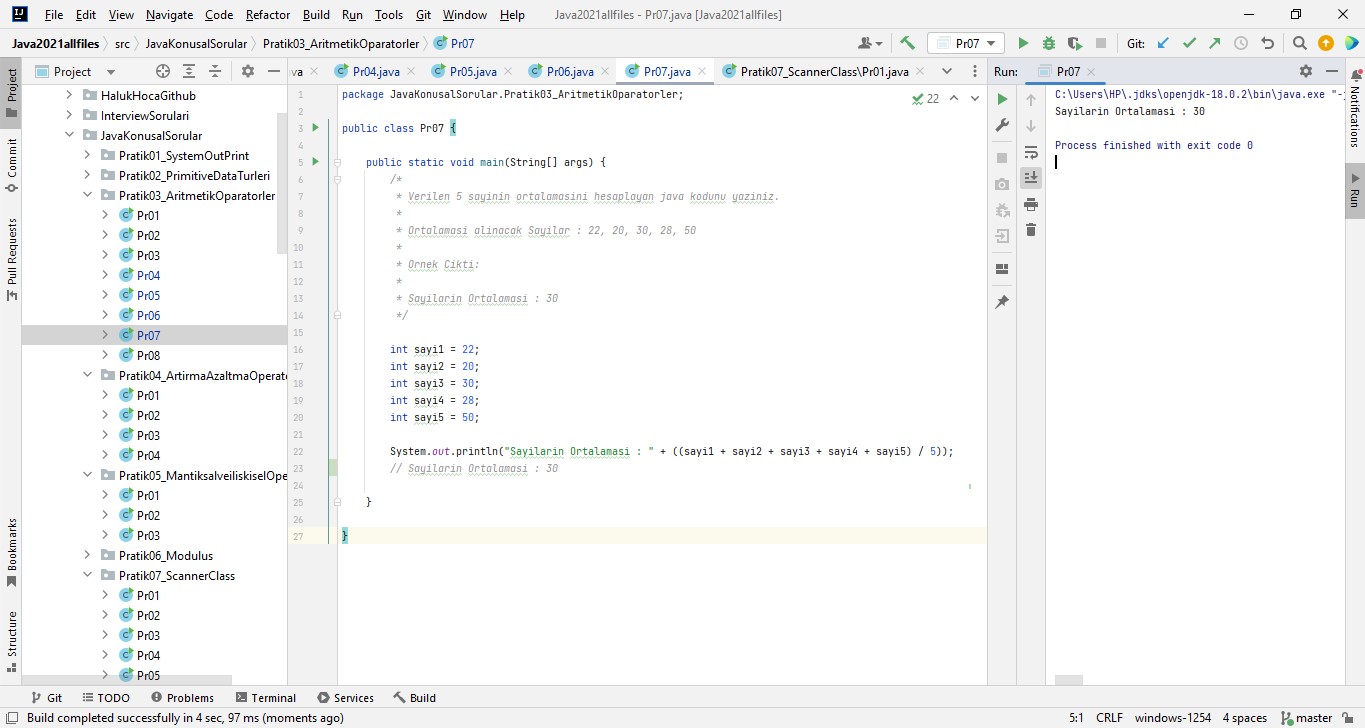 File Edit View Navigate Code Refactor Build Run Tools Git Window Help Java2021allfiles - Pr07.java [Java2021allfiles]
Java2021allfiles src JavaKonusalSorular Pratik03_AritmetikOparatorler Pr07 Pr07 Git:
Project
va Pr04.java Pr05.java Pr06.java Pr07.java Pratik07_ScannerClass\Pr01.java
Run: Pr07
Project
Commit
Pull Requests
Bookmarks
Structure
HalukHocaGithub
InterviewSorulari
JavaKonusalSorular
Pratik01_SystemOutPrint
Pratik02_PrimitiveDataTurleri
Pratik03_AritmetikOparatorler
Pr01
Pr02
Pr03
Pr04
Pr05
Pr06
Pr07
Pr08
Pratik04_ArtirmaAzaltmaOperat
Pr01
Pr02
Pr03
Pr04
Pratik05_MantiksalveiliskiselOpe
Pr01
Pr02
Pr03
Pratik06_Modulus
Pratik07_ScannerClass
Pr01
Pr02
Pr03
Pr04
Pr05
22
1 package JavaKonusalSorular.Pratik03_AritmetikOparatorler;
2
3 public class Pr07 {
4
5 public static void main(String[] args) {
6 /*
7 * Verilen 5 sayinin ortalamasini hesaplayan java kodunu yaziniz.
8 *
9 * Ortalamasi alinacak Sayilar : 22, 20, 30, 28, 50
10 *
11 * Ornek Cikti:
12 *
13 * Sayilarin Ortalamasi : 30
14 */
15
16 int sayi1 = 22;
17 int sayi2 = 20;
18 int sayi3 = 30;
19 int sayi4 = 28;
20 int sayi5 = 50;
21
22 System.out.println("Sayilarin Ortalamasi : " + ((sayi1 + sayi2 + sayi3 + sayi4 + sayi5) / 5));
23 // Sayilarin Ortalamasi : 30
24
25 }
26
27 }
C:\Users\HP\.jdks\openjdk-18.0.2\bin\java.exe "-
Sayilarin Ortalamasi : 30
Process finished with exit code 0
Notifications
Run
Git TODO Problems Terminal Services Build
Build completed successfully in 4 sec, 97 ms (moments ago) 5:1 CRLF windows-1254 4 spaces master